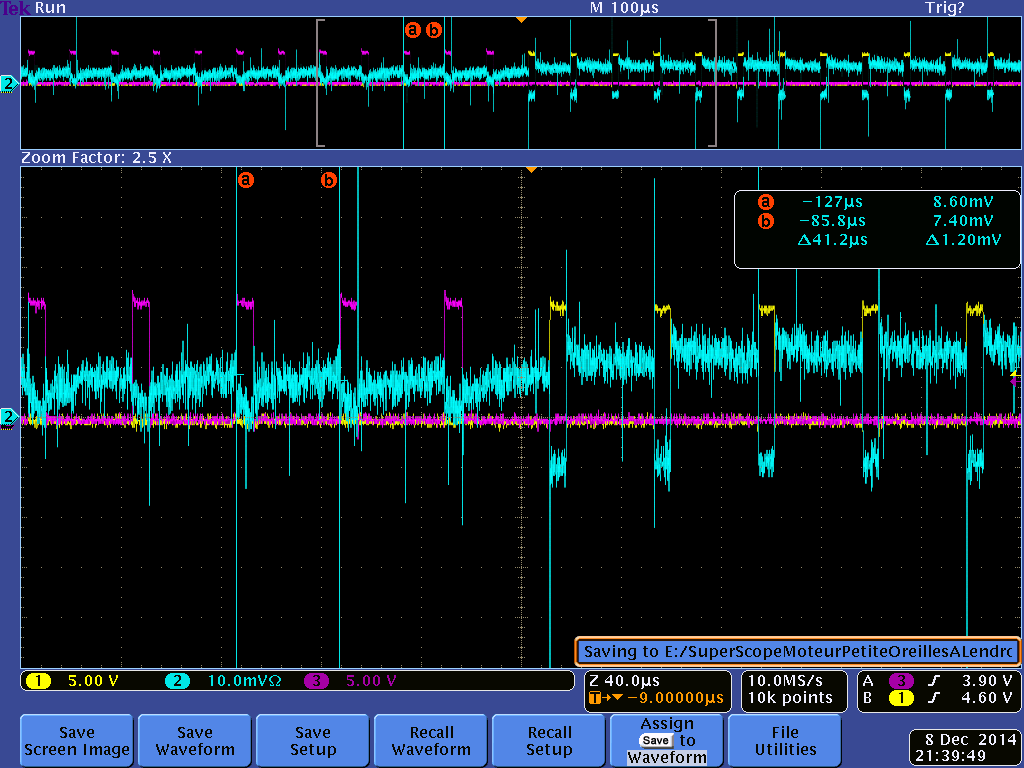 Tek Run M 100µs Trig?
a b
2
Zoom Factor: 2.5 X
a b
a −127µs 8.60mV
b −85.8µs 7.40mV
Δ41.2µs Δ1.20mV
2
Saving to E:/SuperScopeMoteurPetiteOreillesALendrc
1 5.00 V 2 10.0mVΩ 3 5.00 V
Z 40.0µs
T→▼ −9.00000µs
10.0MS/s
10k points
A 3 ∫ 3.90 V
B 1 ∫ 4.60 V
Save
Screen Image
Save
Waveform
Save
Setup
Recall
Waveform
Recall
Setup
Assign
Save to
Waveform
File
Utilities
8 Dec 2014
21:39:49